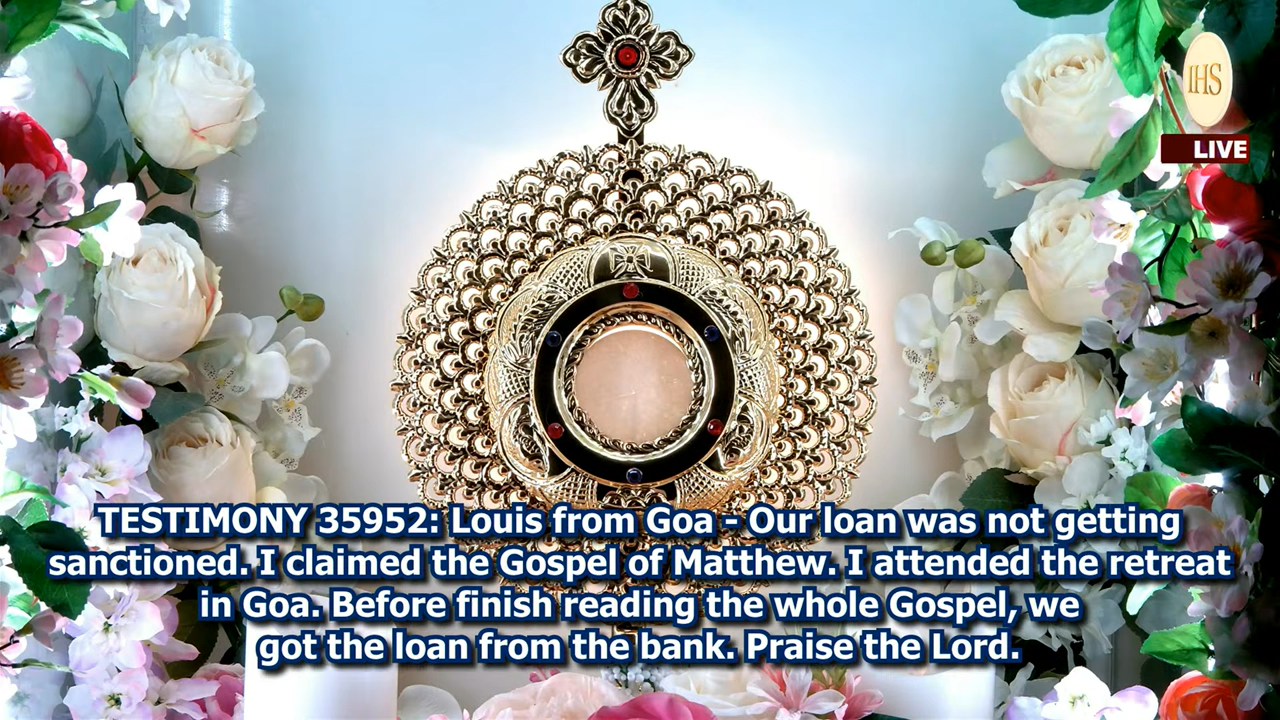 IHS
LIVE
TESTIMONY 35952: Louis from Goa - Our loan was not getting
sanctioned. I claimed the Gospel of Matthew. I attended the retreat
in Goa. Before finish reading the whole Gospel, we
got the loan from the bank. Praise the Lord.